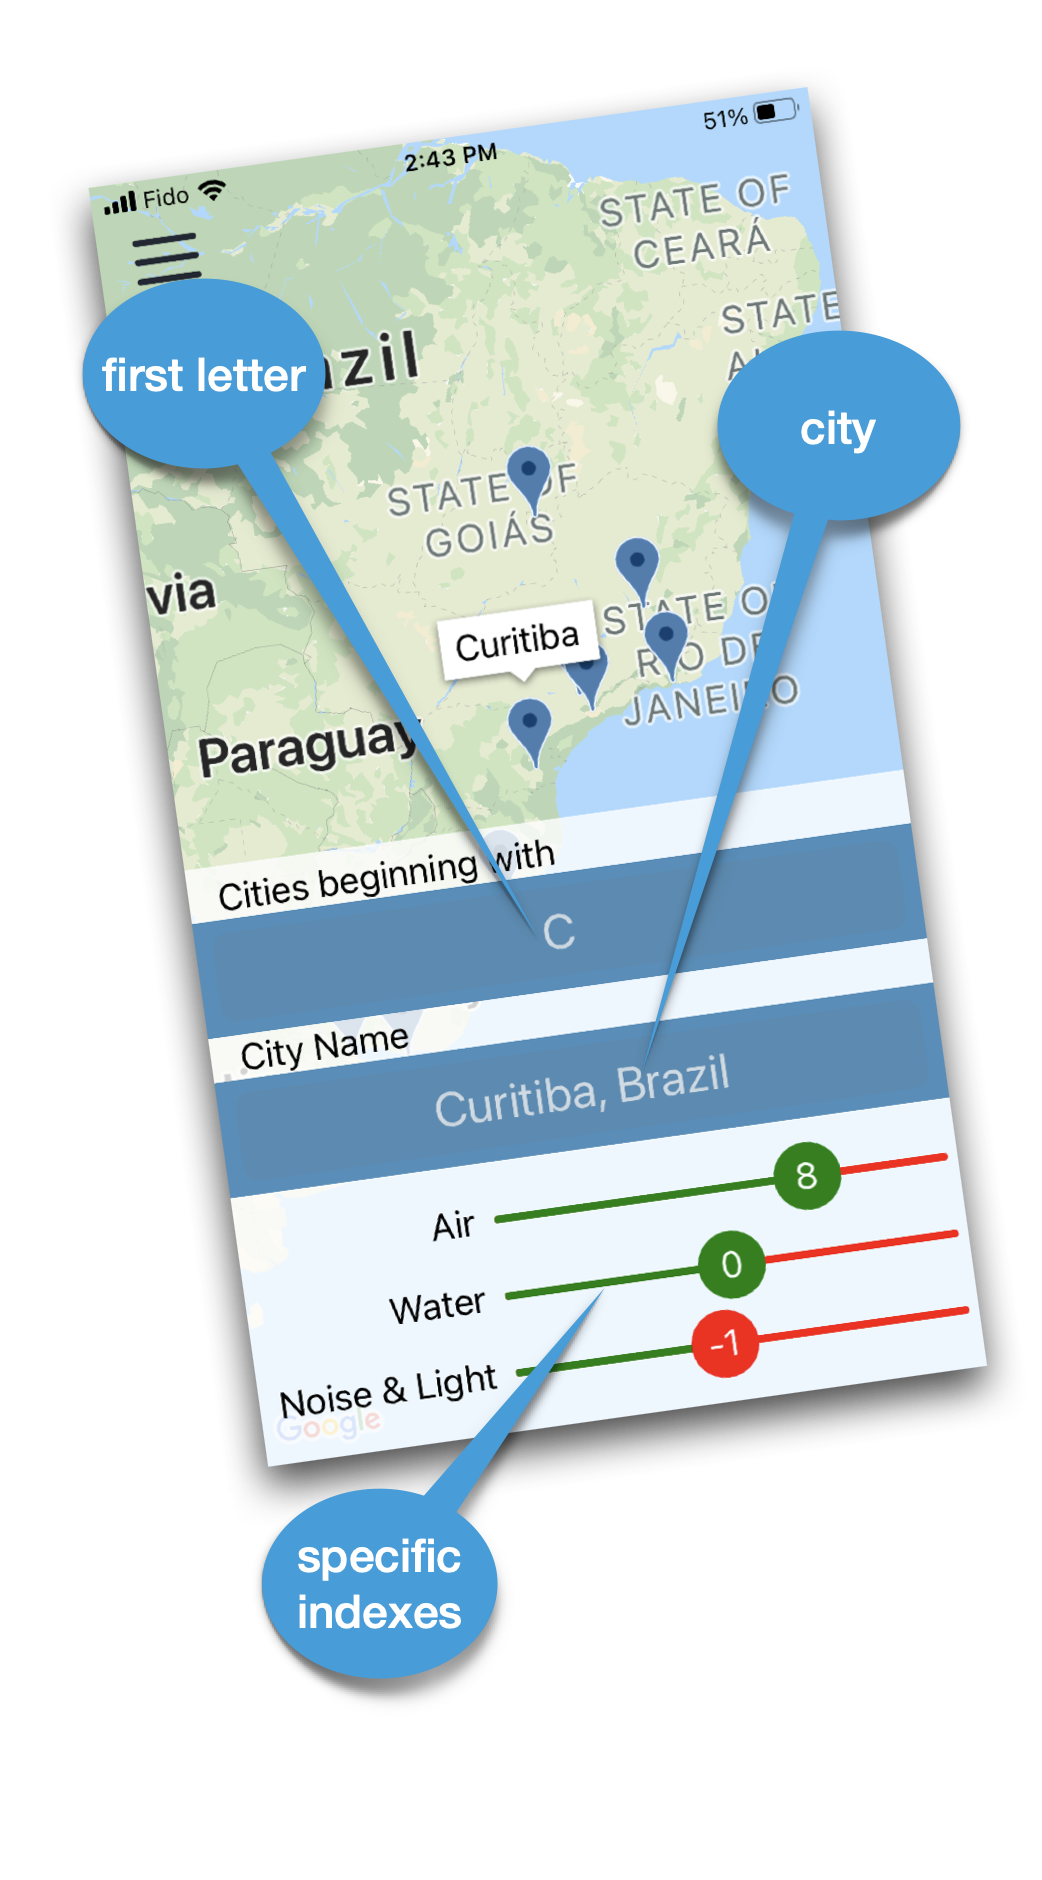 Fido
2:43 PM
51%
STATE OF
CEARÁ
STATE
first letter
zil
city
STATE OF
GOIÁS
via
STATE O
RIO DE
JANEIRO
Curitiba
Paraguay
Cities beginning with
C
City Name
Curitiba, Brazil
Air
8
Water
0
Noise & Light
-1
Google
specific
indexes